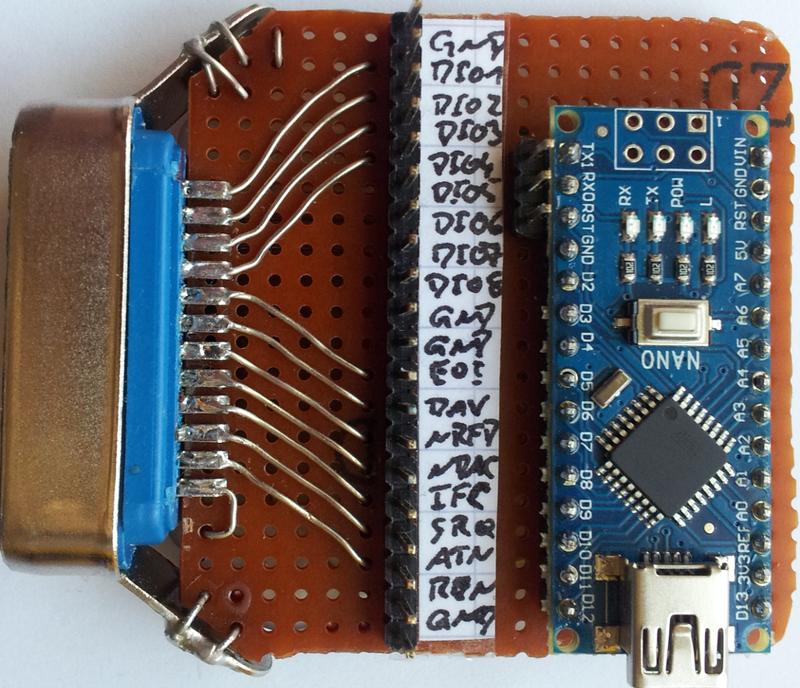 GND
DIO1
DIO2
DIO3
DIO4
DIO5
DIO6
DIO7
DIO8
GND
GND
EOI
DAV
NRFD
NDAC
IFC
SRQ
ATN
REN
GND
TX1 RX0 RST GND D2 D3 D4 D5 D6 D7 D8 D9 D10 D11 D12
RX TX POW L
1
NANO
VIN GND RST 5V A7 A6 A5 A4 A3 A2 A1 A0 REF 3V3 D13